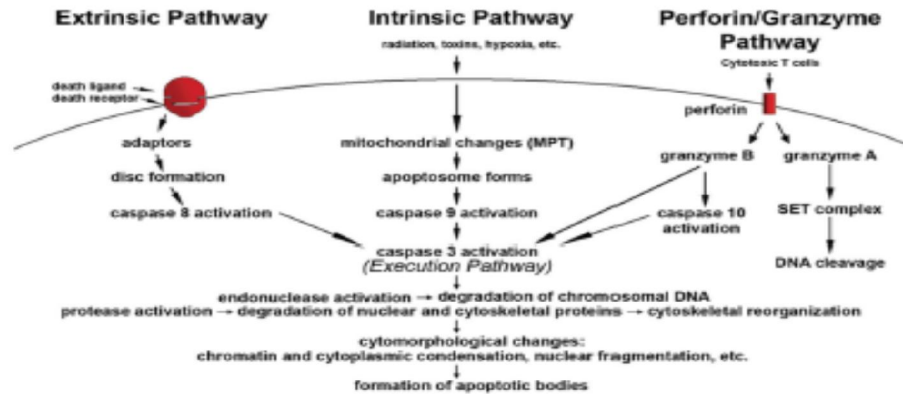 Extrinsic Pathway
Intrinsic Pathway
Perforin/Granzyme
Pathway
radiation, toxins, hypoxia, etc.
Cytotoxic T cells
death ligand
death receptor
perforin
adaptors
mitochondrial changes (MPT)
granzyme B
granzyme A
disc formation
apoptosome forms
caspase 8 activation
caspase 9 activation
caspase 10
activation
SET complex
caspase 3 activation
(Execution Pathway)
DNA cleavage
endonuclease activation → degradation of chromosomal DNA
protease activation → degradation of nuclear and cytoskeletal proteins → cytoskeletal reorganization
cytomorphological changes:
chromatin and cytoplasmic condensation, nuclear fragmentation, etc.
formation of apoptotic bodies